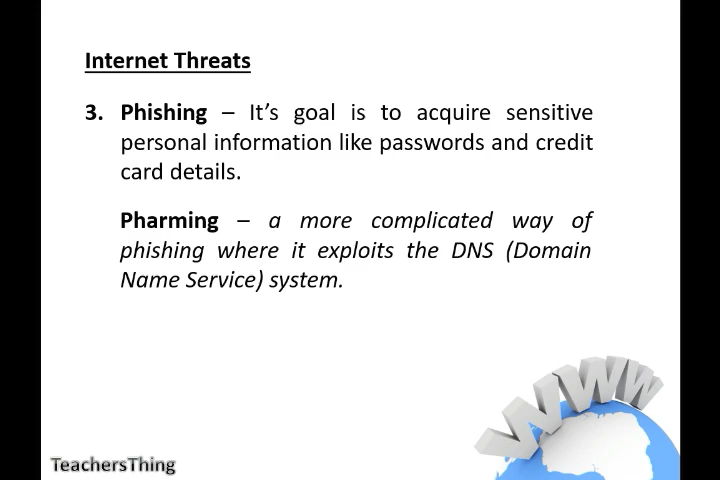 Internet Threats
3. Phishing – It's goal is to acquire sensitive
personal information like passwords and credit
card details.
Pharming – a more complicated way of
phishing where it exploits the DNS (Domain
Name Service) system.
WWW
TeachersThing